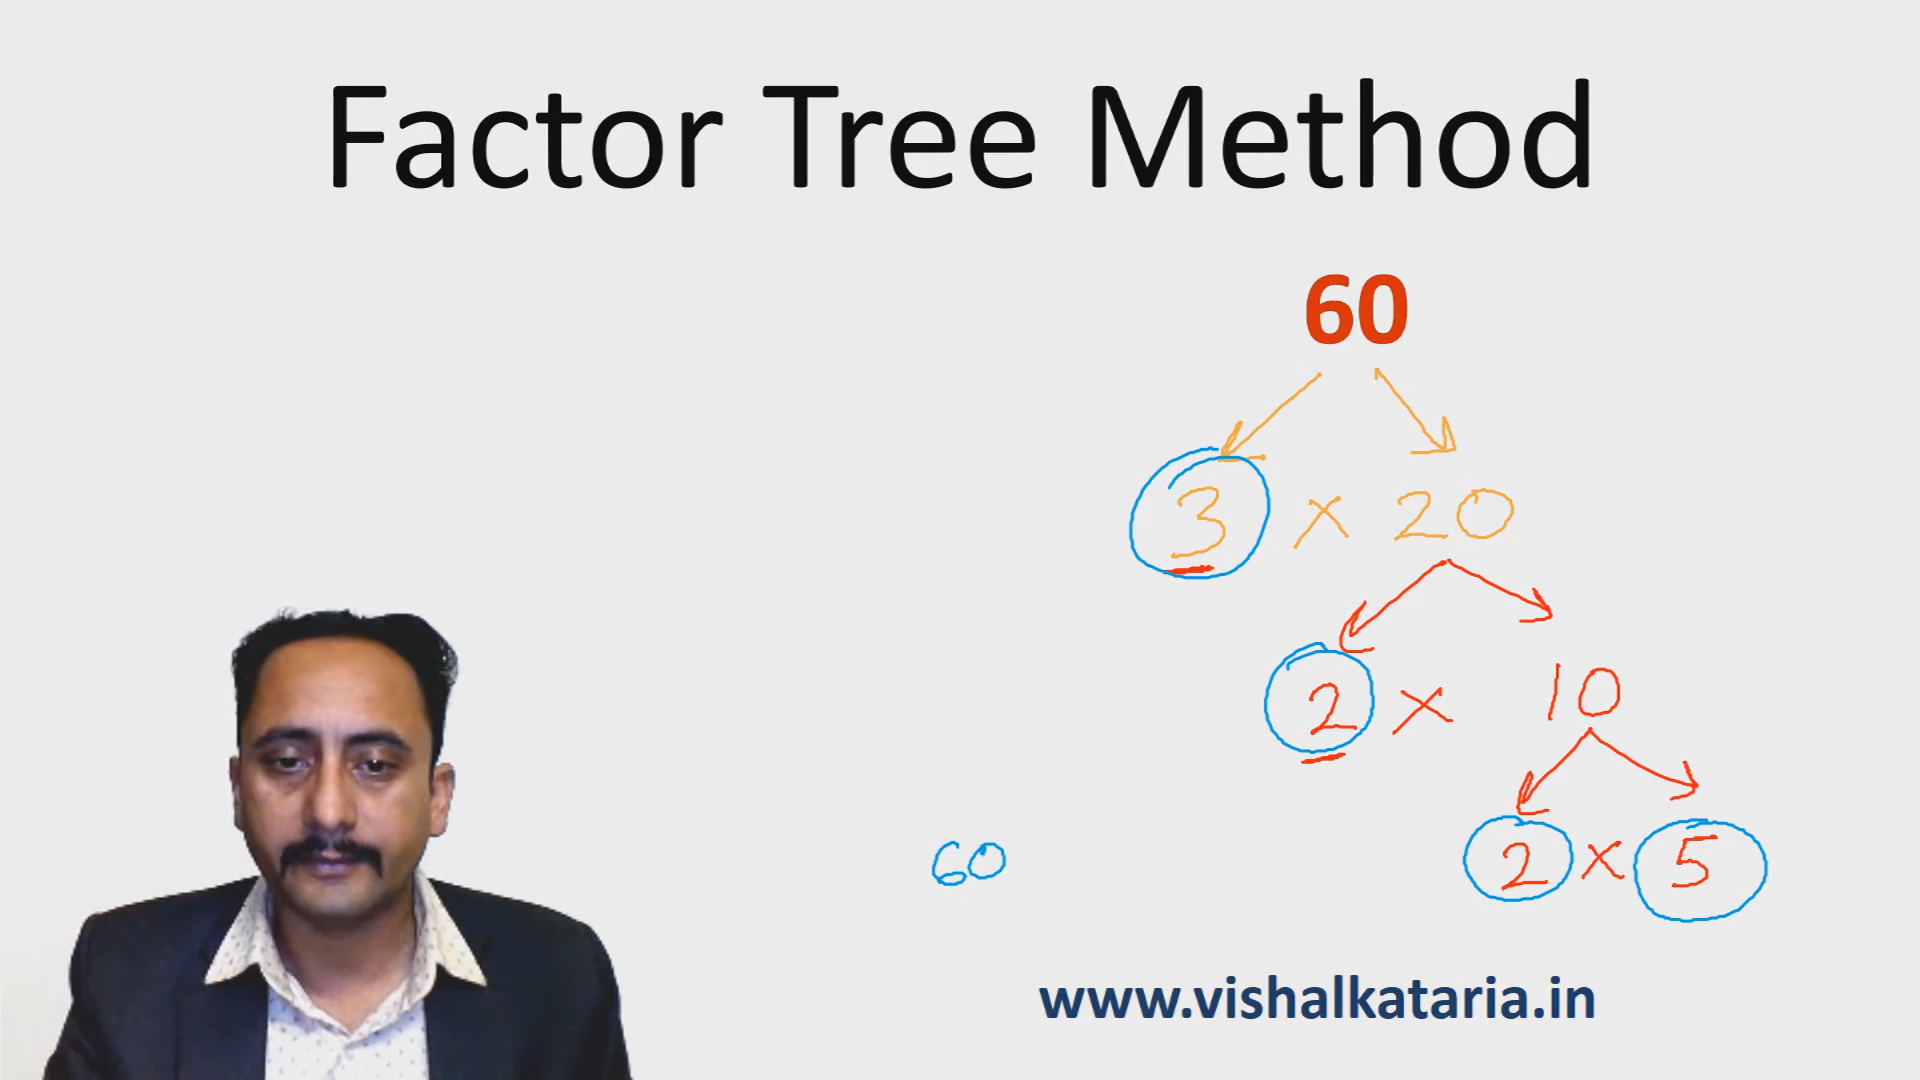 Factor Tree Method
60
3 x 20
2 x 10
2 x 5
60
www.vishalkataria.in